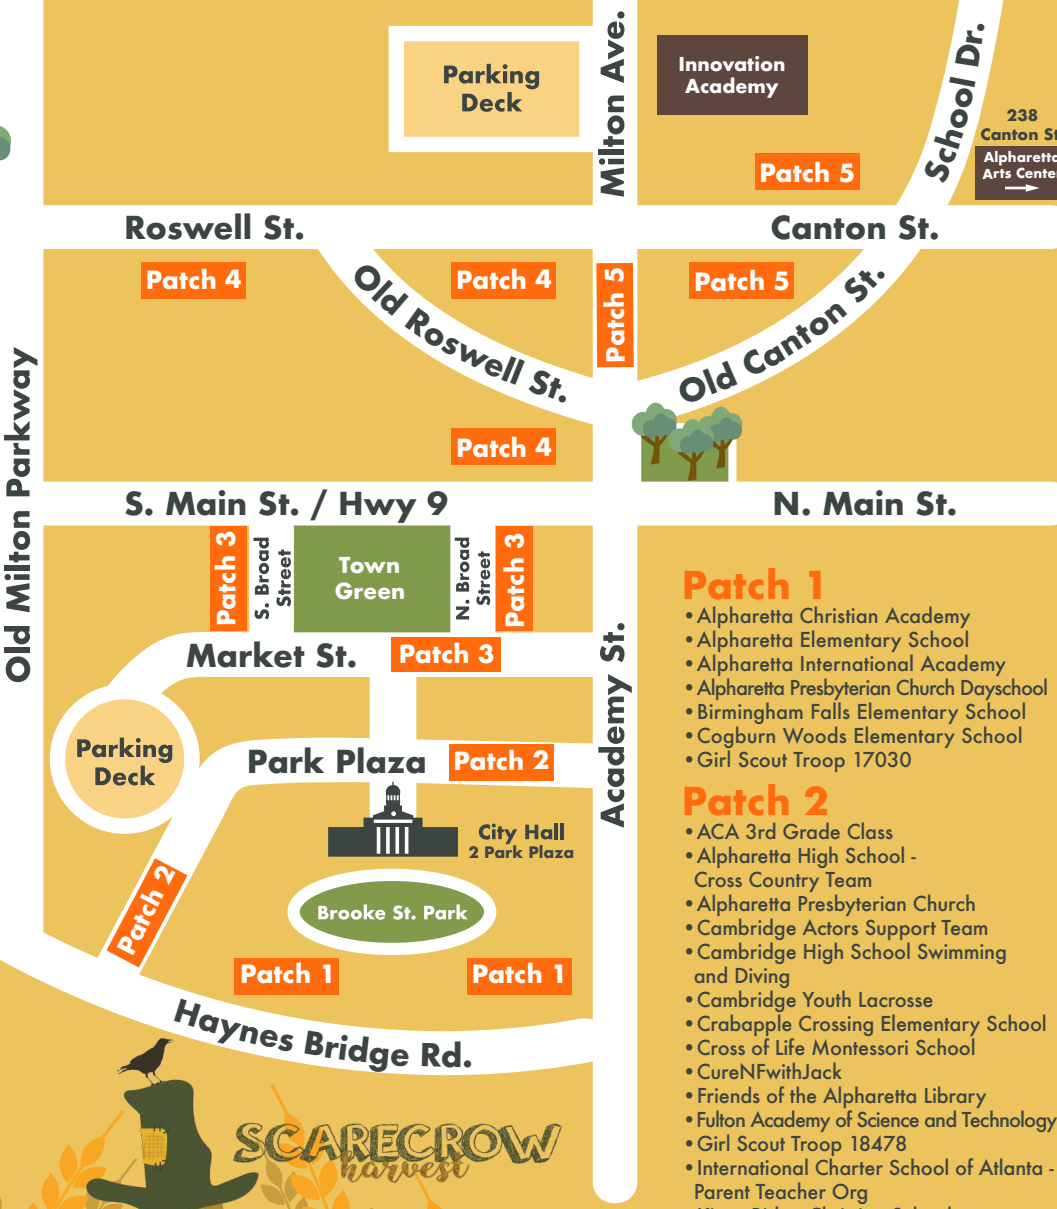 Parking
Deck
Milton Ave.
Innovation
Academy
School Dr.
238
Canton St
Alpharetta
Arts Center
Patch 5
Roswell St.
Canton St.
Patch 4
Old Roswell St.
Patch 4
Patch 5
Patch 5
Old Canton St.
Old Milton Parkway
Patch 4
S. Main St. / Hwy 9
N. Main St.
Patch 3
S. Broad
Street
Town
Green
N. Broad
Street
Patch 3
Market St.
Patch 3
Academy St.
Parking
Deck
Park Plaza
Patch 2
City Hall
2 Park Plaza
Patch 2
Brooke St. Park
Patch 1
Patch 1
Haynes Bridge Rd.
SCARECROW
harvest
Patch 1
• Alpharetta Christian Academy
• Alpharetta Elementary School
• Alpharetta International Academy
• Alpharetta Presbyterian Church Dayschool
• Birmingham Falls Elementary School
• Cogburn Woods Elementary School
• Girl Scout Troop 17030
Patch 2
• ACA 3rd Grade Class
• Alpharetta High School -
Cross Country Team
• Alpharetta Presbyterian Church
• Cambridge Actors Support Team
• Cambridge High School Swimming
and Diving
• Cambridge Youth Lacrosse
• Crabapple Crossing Elementary School
• Cross of Life Montessori School
• CureNFwithJack
• Friends of the Alpharetta Library
• Fulton Academy of Science and Technology
• Girl Scout Troop 18478
• International Charter School of Atlanta -
Parent Teacher Org